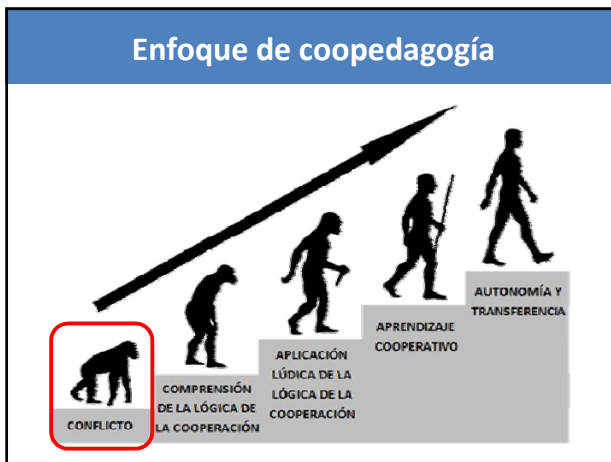 Enfoque de coopedagogía
AUTONOMÍA Y
TRANSFERENCIA
APRENDIZAJE
COOPERATIVO
APLICACIÓN
LÚDICA DE LA
LÓGICA DE LA
COOPERACIÓN
COMPRENSIÓN
DE LA LÓGICA DE
LA COOPERACIÓN
CONFLICTO